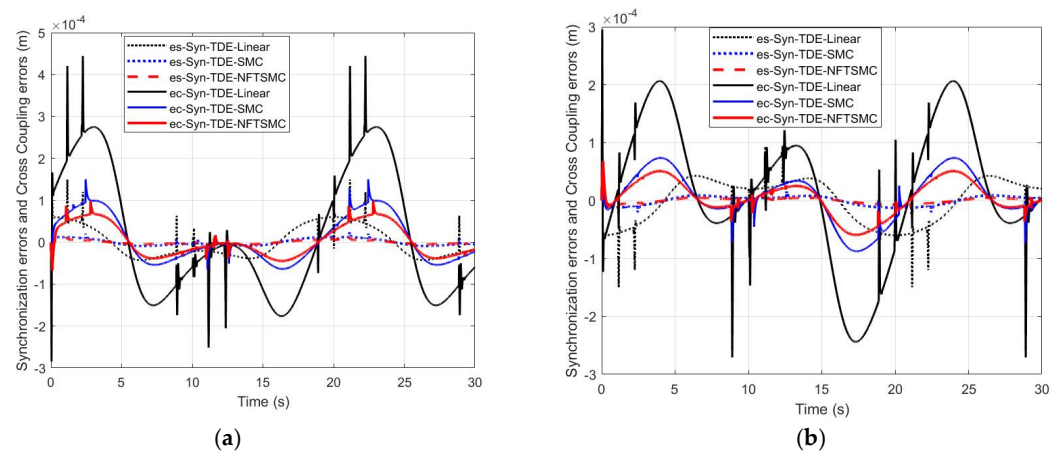 ×10-4
5
4
3
2
1
0
-1
-2
-3
Synchronization errors and Cross Coupling errors (m)
es-Syn-TDE-Linear
es-Syn-TDE-SMC
es-Syn-TDE-NFTSMC
ec-Syn-TDE-Linear
ec-Syn-TDE-SMC
ec-Syn-TDE-NFTSMC
0 5 10 15 20 25 30
Time (s)
(a)
×10-4
3
2
1
0
-1
-2
-3
Synchronization errors and Cross Coupling errors (m)
es-Syn-TDE-Linear
es-Syn-TDE-SMC
es-Syn-TDE-NFTSMC
ec-Syn-TDE-Linear
ec-Syn-TDE-SMC
ec-Syn-TDE-NFTSMC
0 5 10 15 20 25 30
Time (s)
(b)